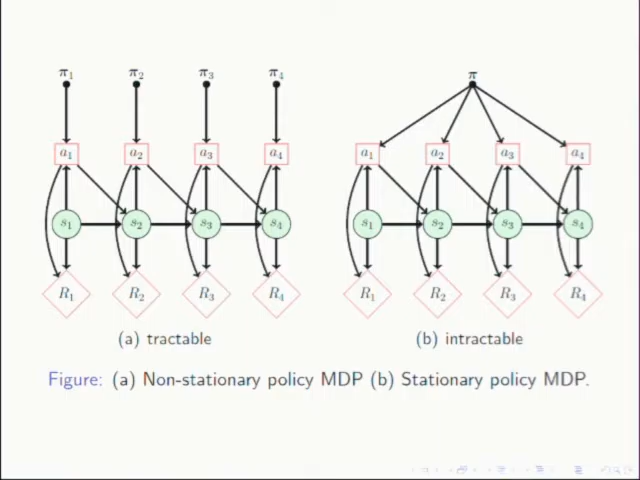 π₁ π₂ π₃ π₄ π
a₁ a₂ a₃ a₄ a₁ a₂ a₃ a₄
s₁ s₂ s₃ s₄ s₁ s₂ s₃ s₄
R₁ R₂ R₃ R₄ R₁ R₂ R₃ R₄
(a) tractable (b) intractable
Figure: (a) Non-stationary policy MDP (b) Stationary policy MDP.